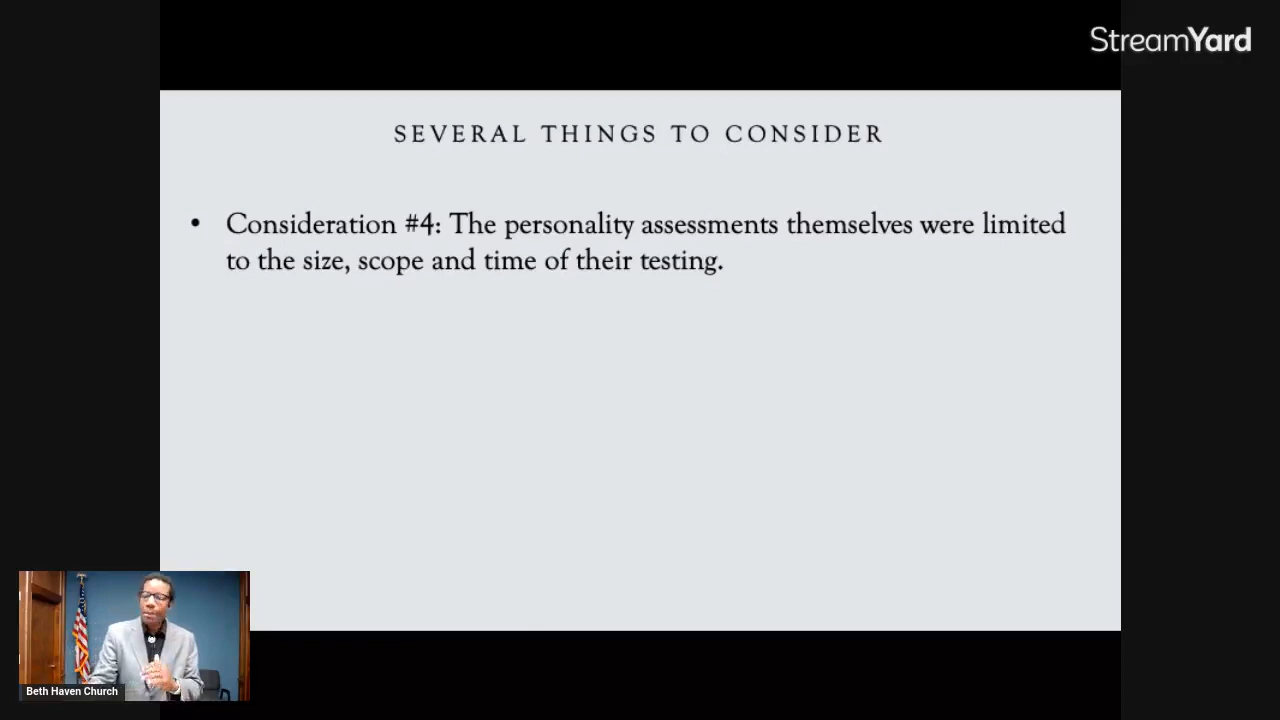 StreamYard
SEVERAL THINGS TO CONSIDER
• Consideration #4: The personality assessments themselves were limited
to the size, scope and time of their testing.
Beth Haven Church